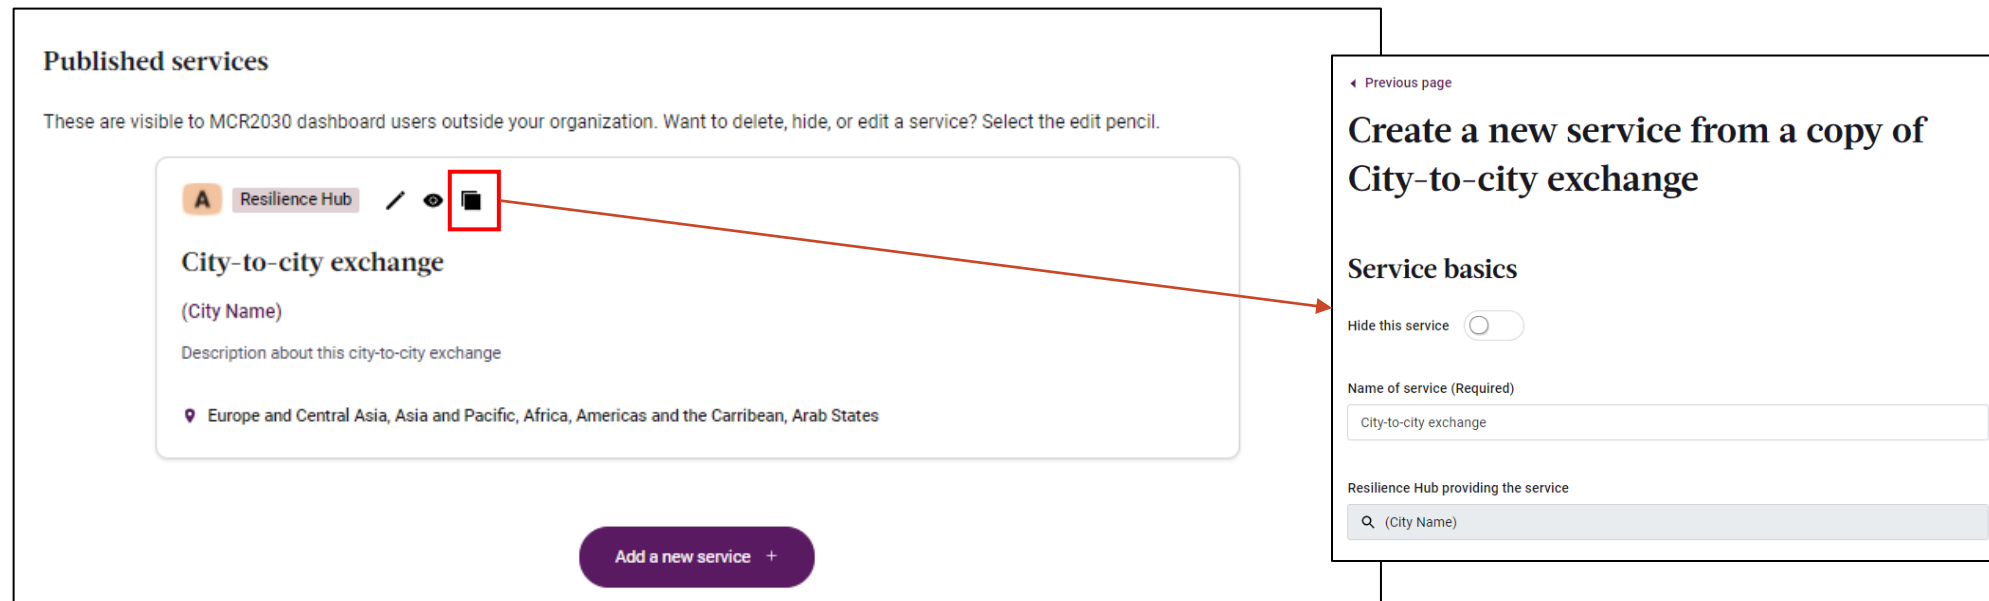 Published services
These are visible to MCR2030 dashboard users outside your organization. Want to delete, hide, or edit a service? Select the edit pencil.
A Resilience Hub
City-to-city exchange
(City Name)
Description about this city-to-city exchange
Europe and Central Asia, Asia and Pacific, Africa, Americas and the Carribean, Arab States
Add a new service +
Previous page
Create a new service from a copy of
City-to-city exchange
Service basics
Hide this service
Name of service (Required)
City-to-city exchange
Resilience Hub providing the service
(City Name)